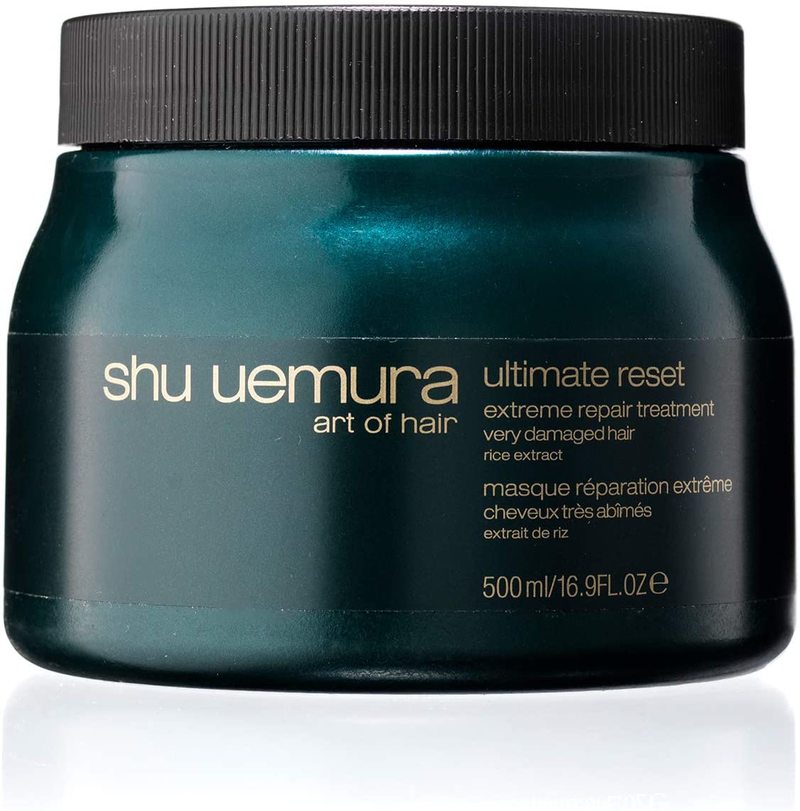 shu uemura
art of hair
ultimate reset
extreme repair treatment
very damaged hair
rice extract
masque réparation extrême
cheveux très abîmés
extrait de riz
500 ml/16.9FL.OZ℮